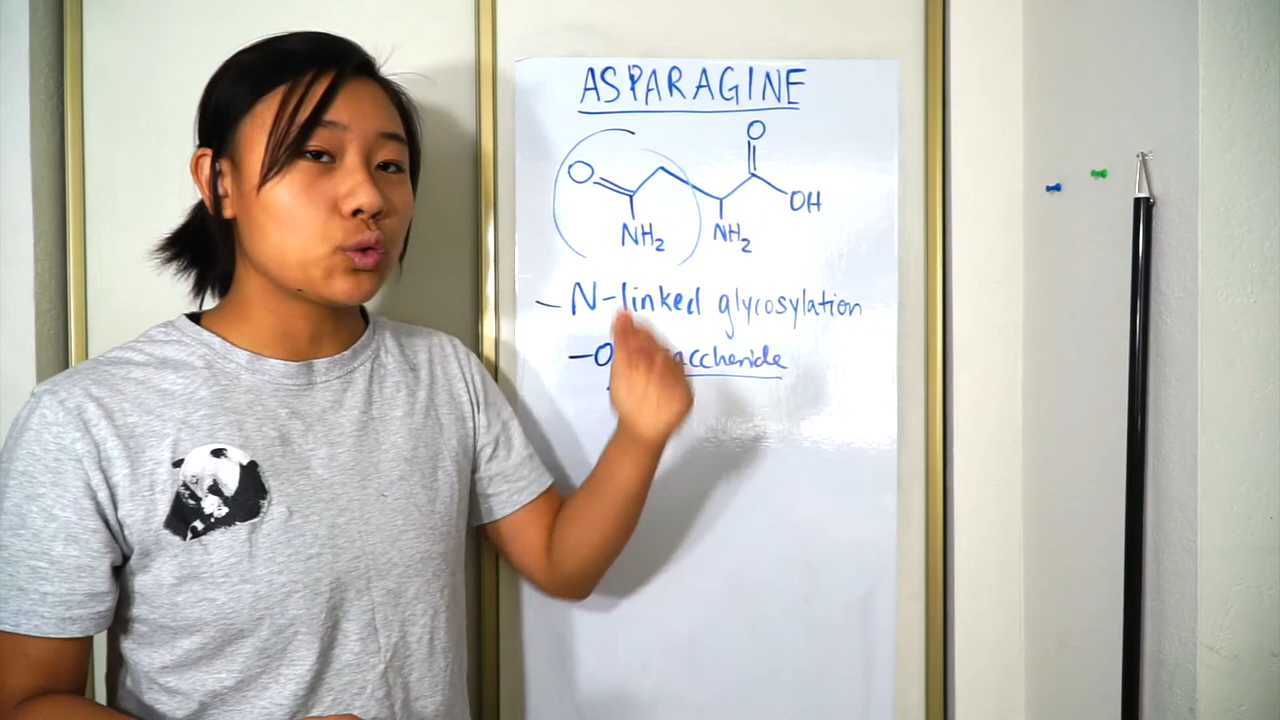 ASPARAGINE
O
O
OH
NH₂ NH₂
– N-linked glycosylation